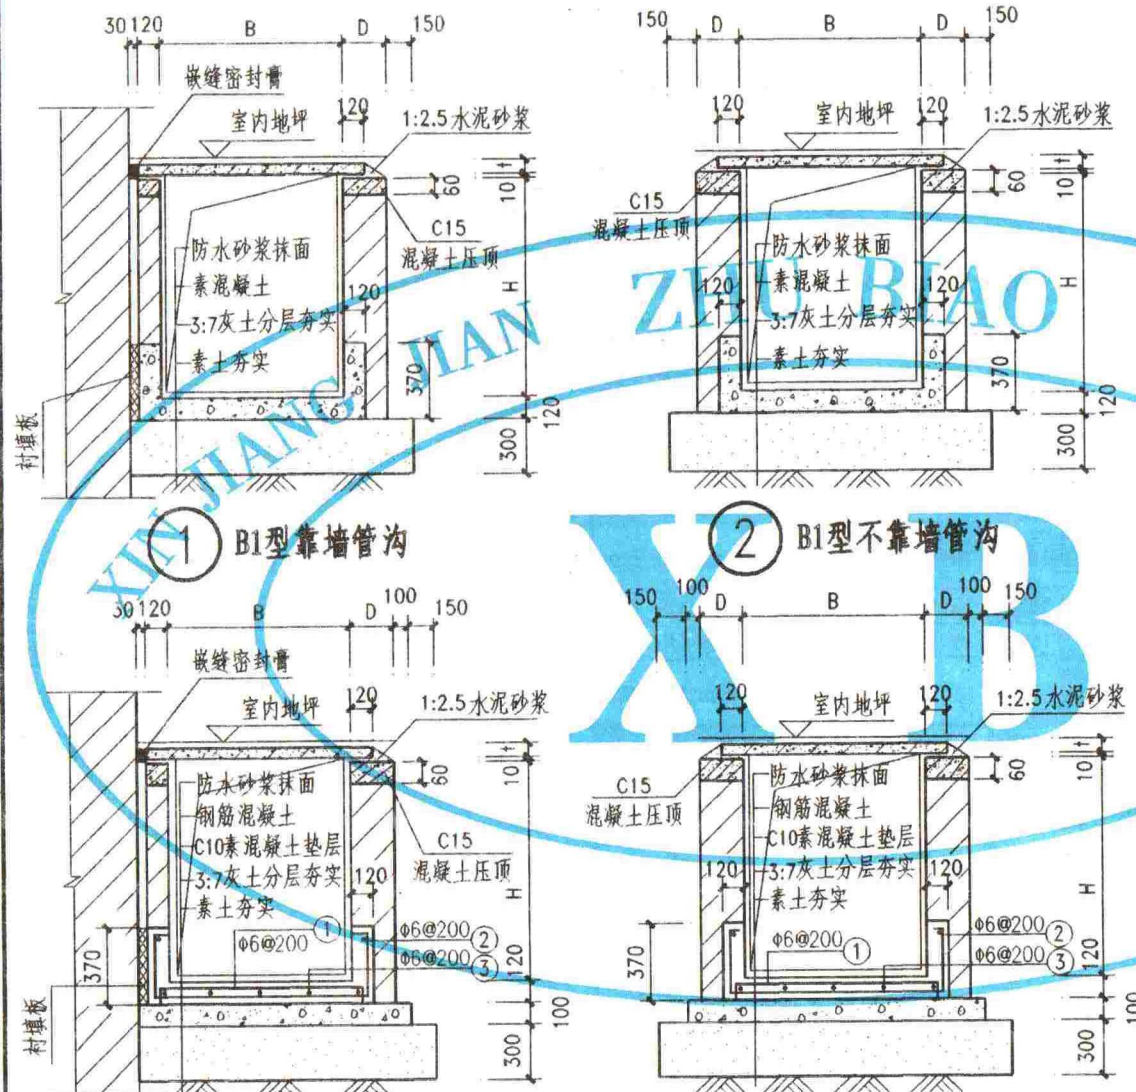 30 120 B D 150
嵌缝密封膏
120
室内地坪
1:2.5水泥砂浆
t
10
60
C15
混凝土压顶
防水砂浆抹面
素混凝土
3:7灰土分层夯实
素土夯实
120
H
370
120
300
衬填板
① B1型靠墙管沟
150 D B D 150
120
室内地坪
120
1:2.5水泥砂浆
t
10
60
C15
混凝土压顶
防水砂浆抹面
素混凝土
3:7灰土分层夯实
素土夯实
120
120
H
370
120
300
② B1型不靠墙管沟
XIN JIANG JIAN
ZHU BIAO
X B
30 120 B D 100 150
嵌缝密封膏
120
室内地坪
1:2.5水泥砂浆
t
10
60
防水砂浆抹面
钢筋混凝土
C10素混凝土垫层
3:7灰土分层夯实
素土夯实
C15
混凝土压顶
120
H
φ6@200 ①
φ6@200 ②
φ6@200 ③
370
120
100
300
衬填板
150 100 D B D 100 150
120
室内地坪
120
1:2.5水泥砂浆
t
10
60
C15
混凝土压顶
防水砂浆抹面
钢筋混凝土
C10素混凝土垫层
3:7灰土分层夯实
素土夯实
120
120
H
φ6@200 ①
φ6@200 ②
φ6@200 ③
370
120
100
300